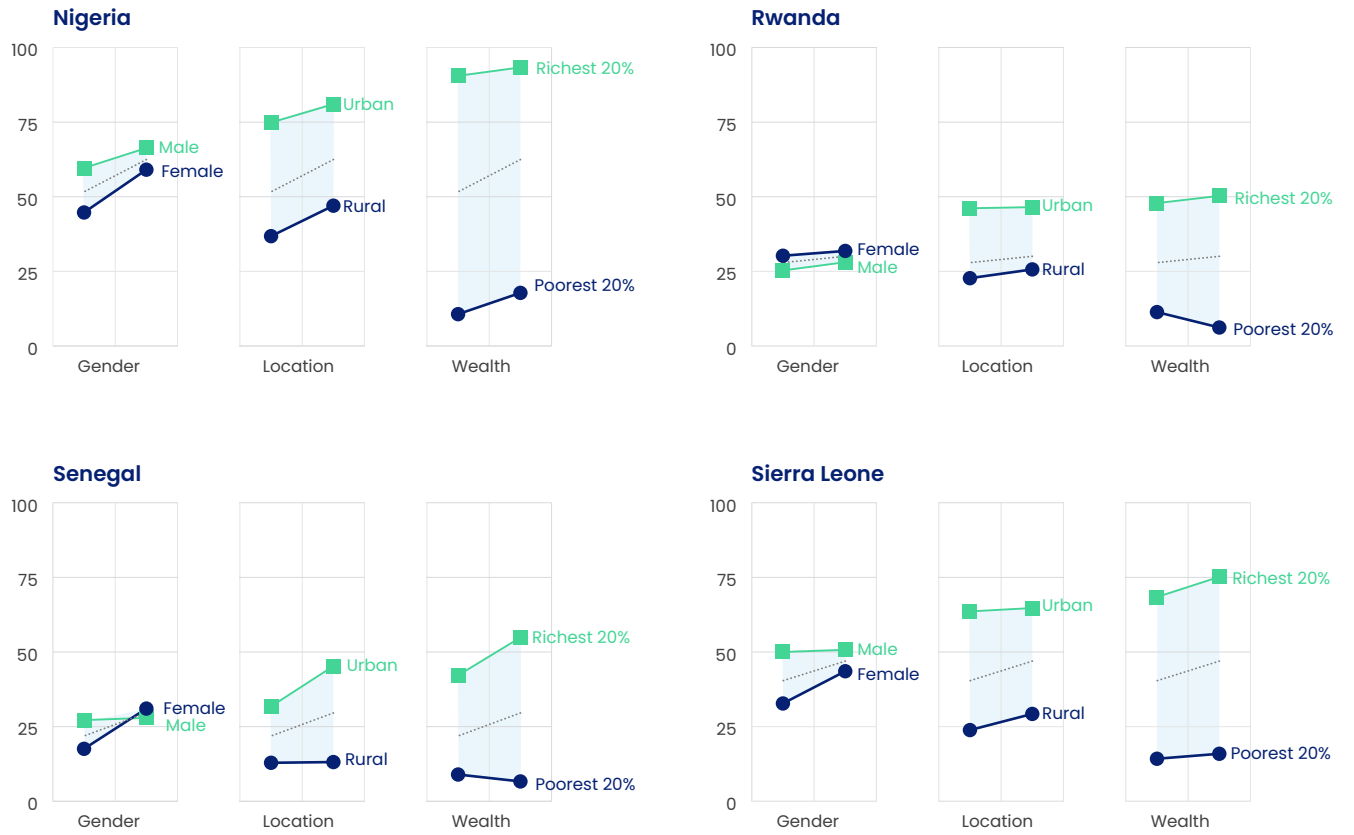 Nigeria
100
75
50
25
0
Male
Female
Urban
Rural
Richest 20%
Poorest 20%
Gender
Location
Wealth
Rwanda
100
75
50
25
0
Female
Male
Urban
Rural
Richest 20%
Poorest 20%
Gender
Location
Wealth
Senegal
100
75
50
25
0
Female
Male
Urban
Rural
Richest 20%
Poorest 20%
Gender
Location
Wealth
Sierra Leone
100
75
50
25
0
Male
Female
Urban
Rural
Richest 20%
Poorest 20%
Gender
Location
Wealth